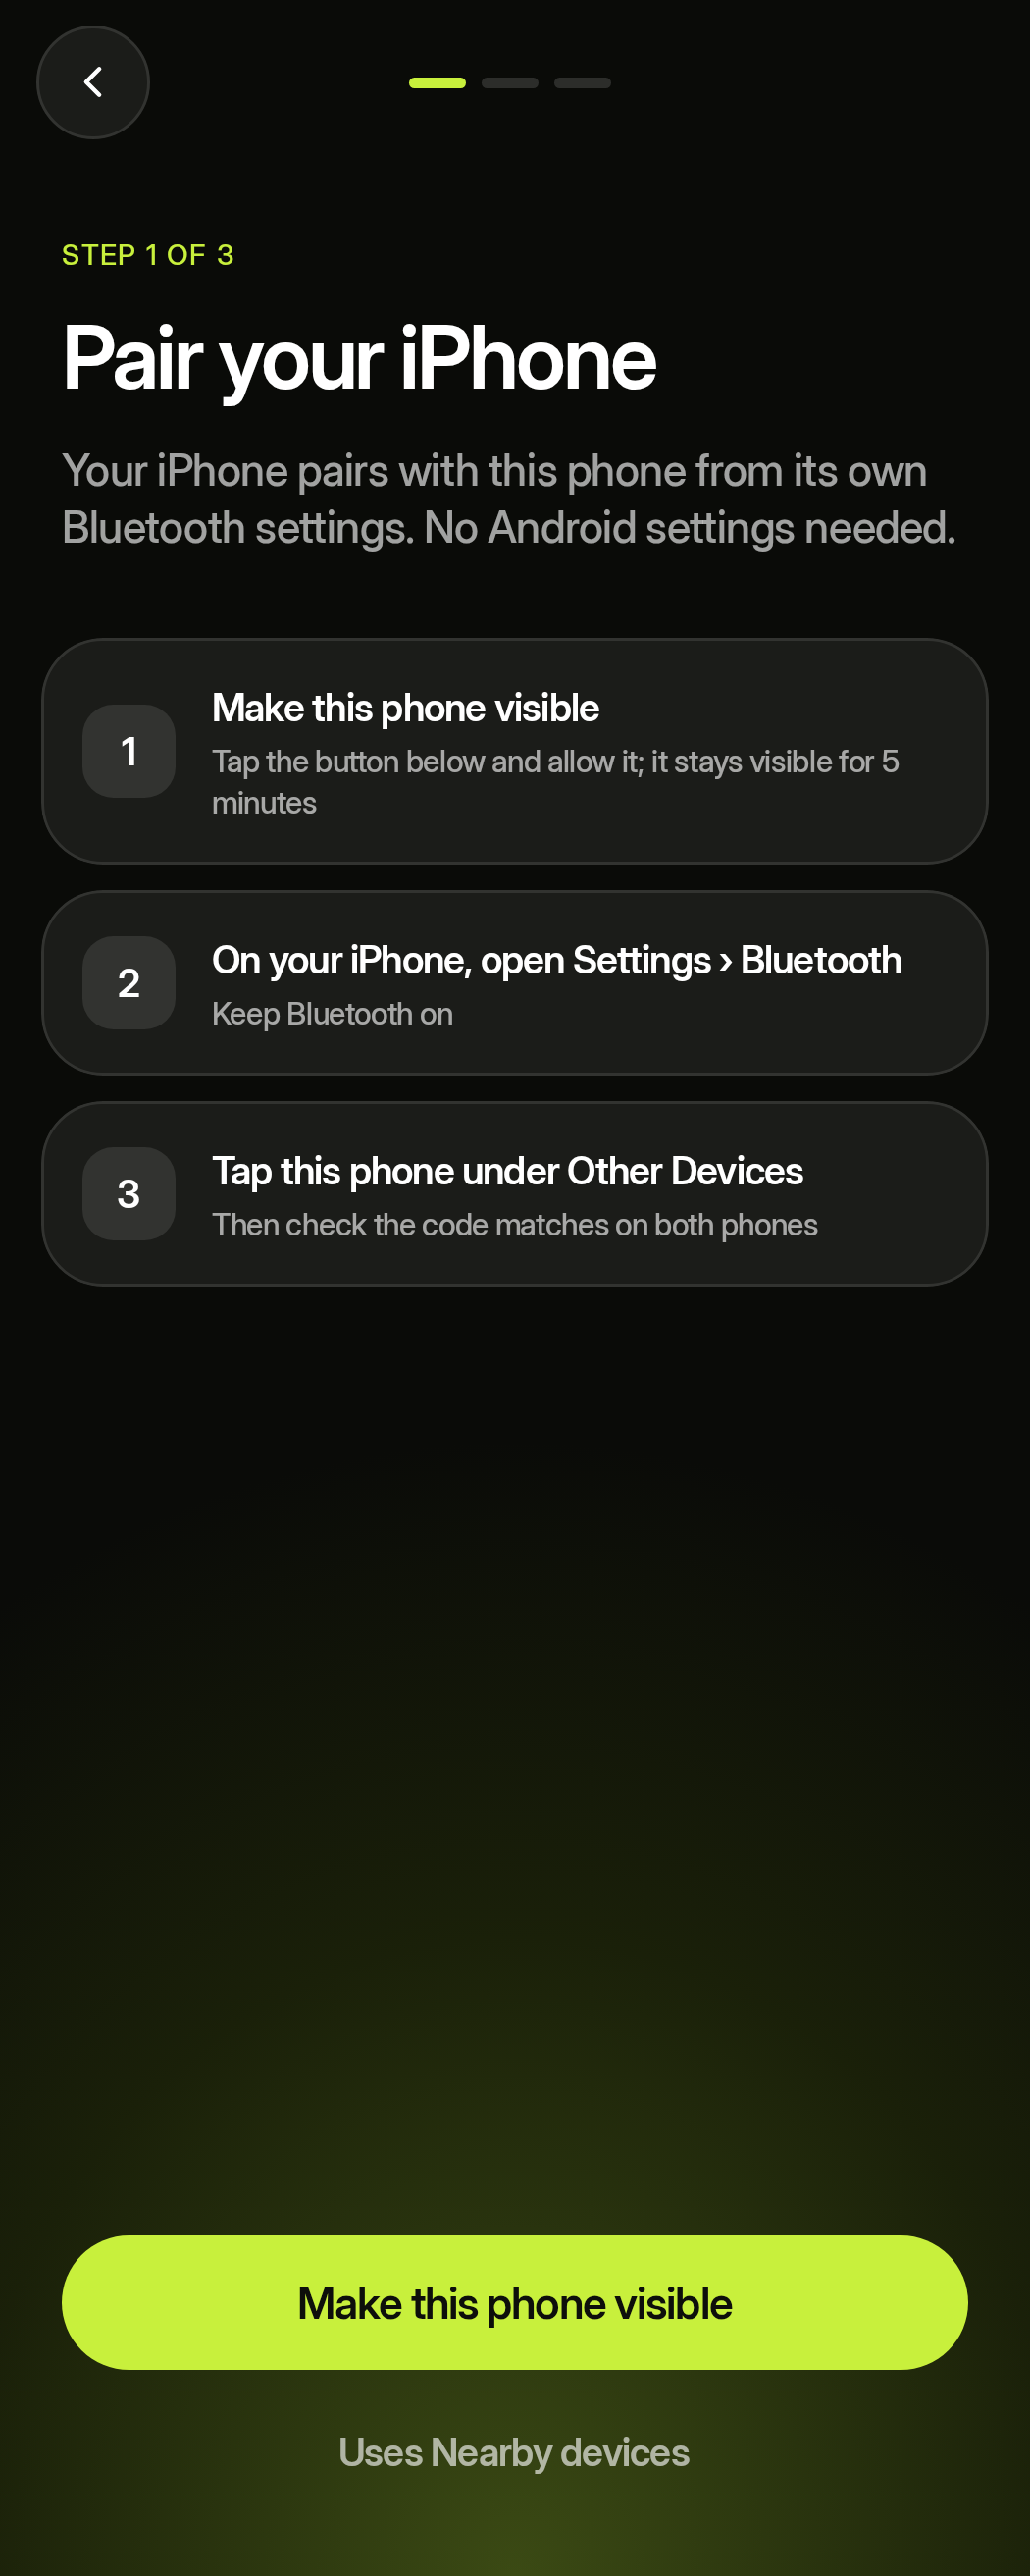 STEP 1 OF 3
Pair your iPhone
Your iPhone pairs with this phone from its own
Bluetooth settings. No Android settings needed.
1
Make this phone visible
Tap the button below and allow it; it stays visible for 5
minutes
2
On your iPhone, open Settings › Bluetooth
Keep Bluetooth on
3
Tap this phone under Other Devices
Then check the code matches on both phones
Make this phone visible
Uses Nearby devices